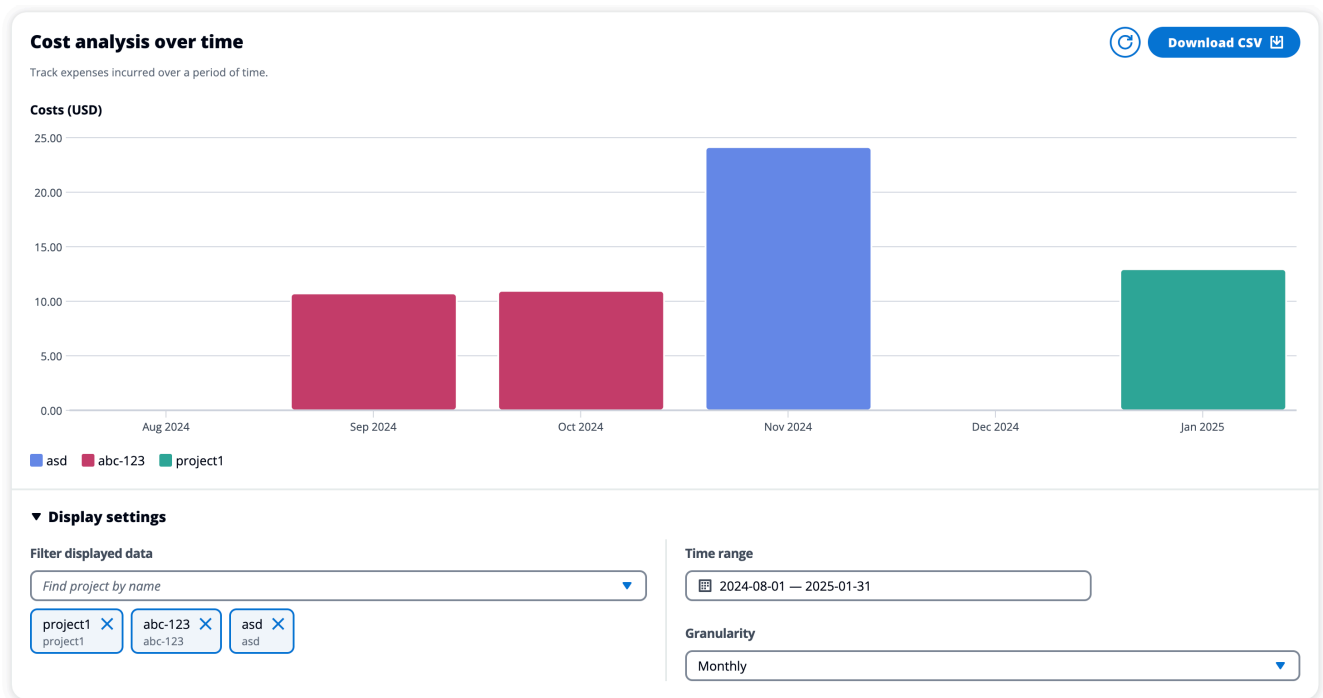 Cost analysis over time
Download CSV
Track expenses incurred over a period of time.
Costs (USD)
25.00
20.00
15.00
10.00
5.00
0.00
Aug 2024 Sep 2024 Oct 2024 Nov 2024 Dec 2024 Jan 2025
asd abc-123 project1
Display settings
Filter displayed data
Find project by name
project1 abc-123 asd
project1 abc-123 asd
Time range
2024-08-01 — 2025-01-31
Granularity
Monthly